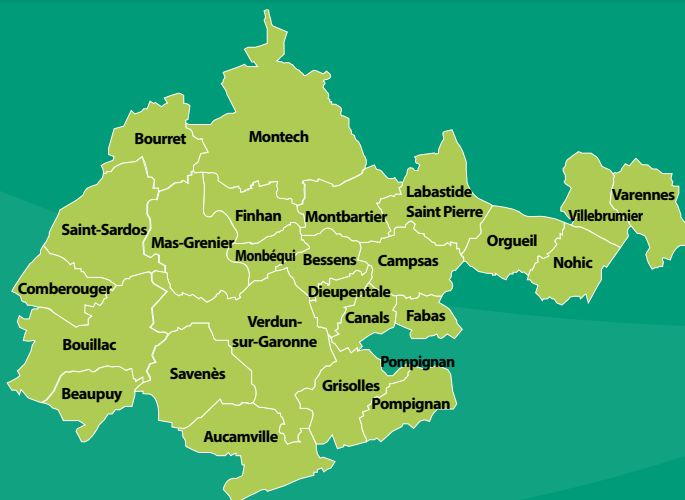 Montech
Bourret
Labastide
Saint Pierre
Varennes
Villebrumier
Finhan
Montbartier
Saint-Sardos
Mas-Grenier
Orgueil
Monbéqui
Bessens
Campsas
Nohic
Comberouger
Dieupentale
Verdun-
sur-Garonne
Canals
Fabas
Bouillac
Pompignan
Savenès
Grisolles
Beaupuy
Pompignan
Aucamville